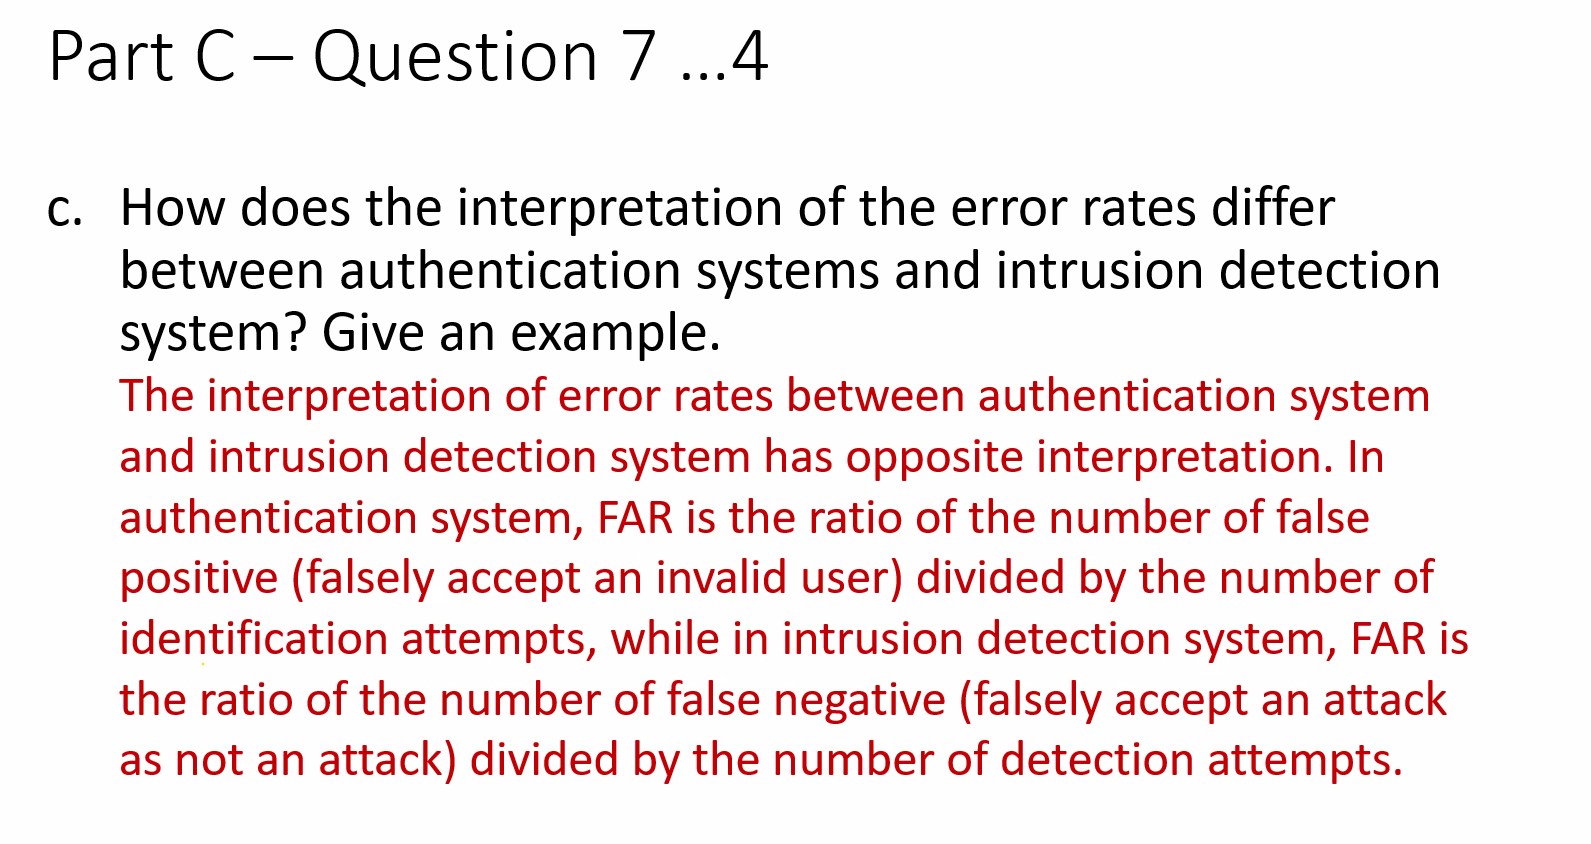 Part C – Question 7 ...4
c. How does the interpretation of the error rates differ
between authentication systems and intrusion detection
system? Give an example.
The interpretation of error rates between authentication system
and intrusion detection system has opposite interpretation. In
authentication system, FAR is the ratio of the number of false
positive (falsely accept an invalid user) divided by the number of
identification attempts, while in intrusion detection system, FAR is
the ratio of the number of false negative (falsely accept an attack
as not an attack) divided by the number of detection attempts.